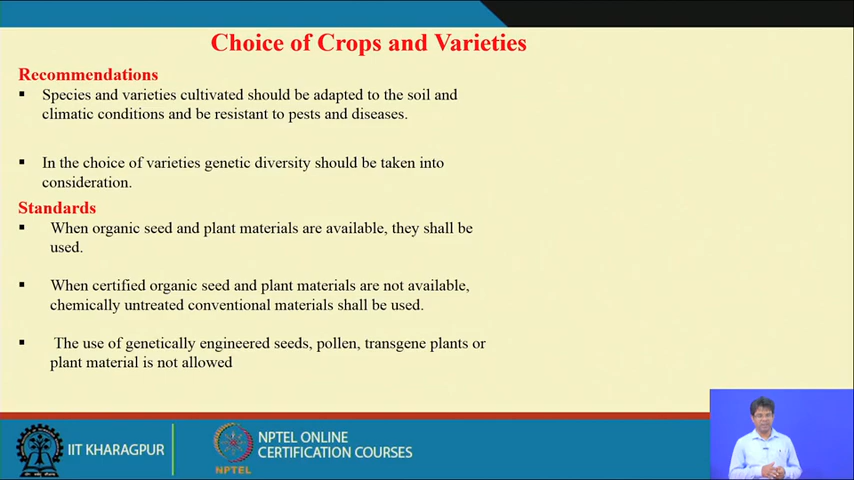 Choice of Crops and Varieties
Recommendations
▪ Species and varieties cultivated should be adapted to the soil and
climatic conditions and be resistant to pests and diseases.
▪ In the choice of varieties genetic diversity should be taken into
consideration.
Standards
▪ When organic seed and plant materials are available, they shall be
used.
▪ When certified organic seed and plant materials are not available,
chemically untreated conventional materials shall be used.
▪ The use of genetically engineered seeds, pollen, transgene plants or
plant material is not allowed
IIT KHARAGPUR
NPTEL
NPTEL ONLINE
CERTIFICATION COURSES